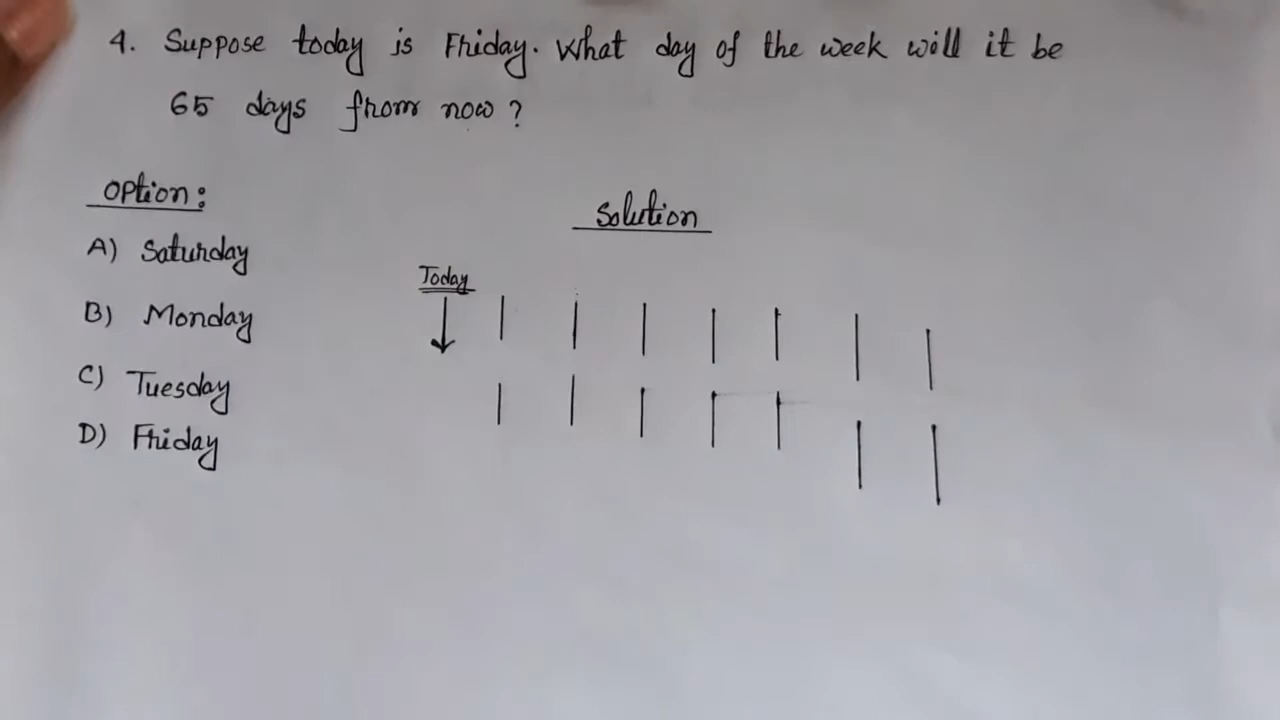 4. Suppose today is Friday. What day of the week will it be
65 days from now?
Option:
A) Saturday
B) Monday
C) Tuesday
D) Friday
Solution
Today